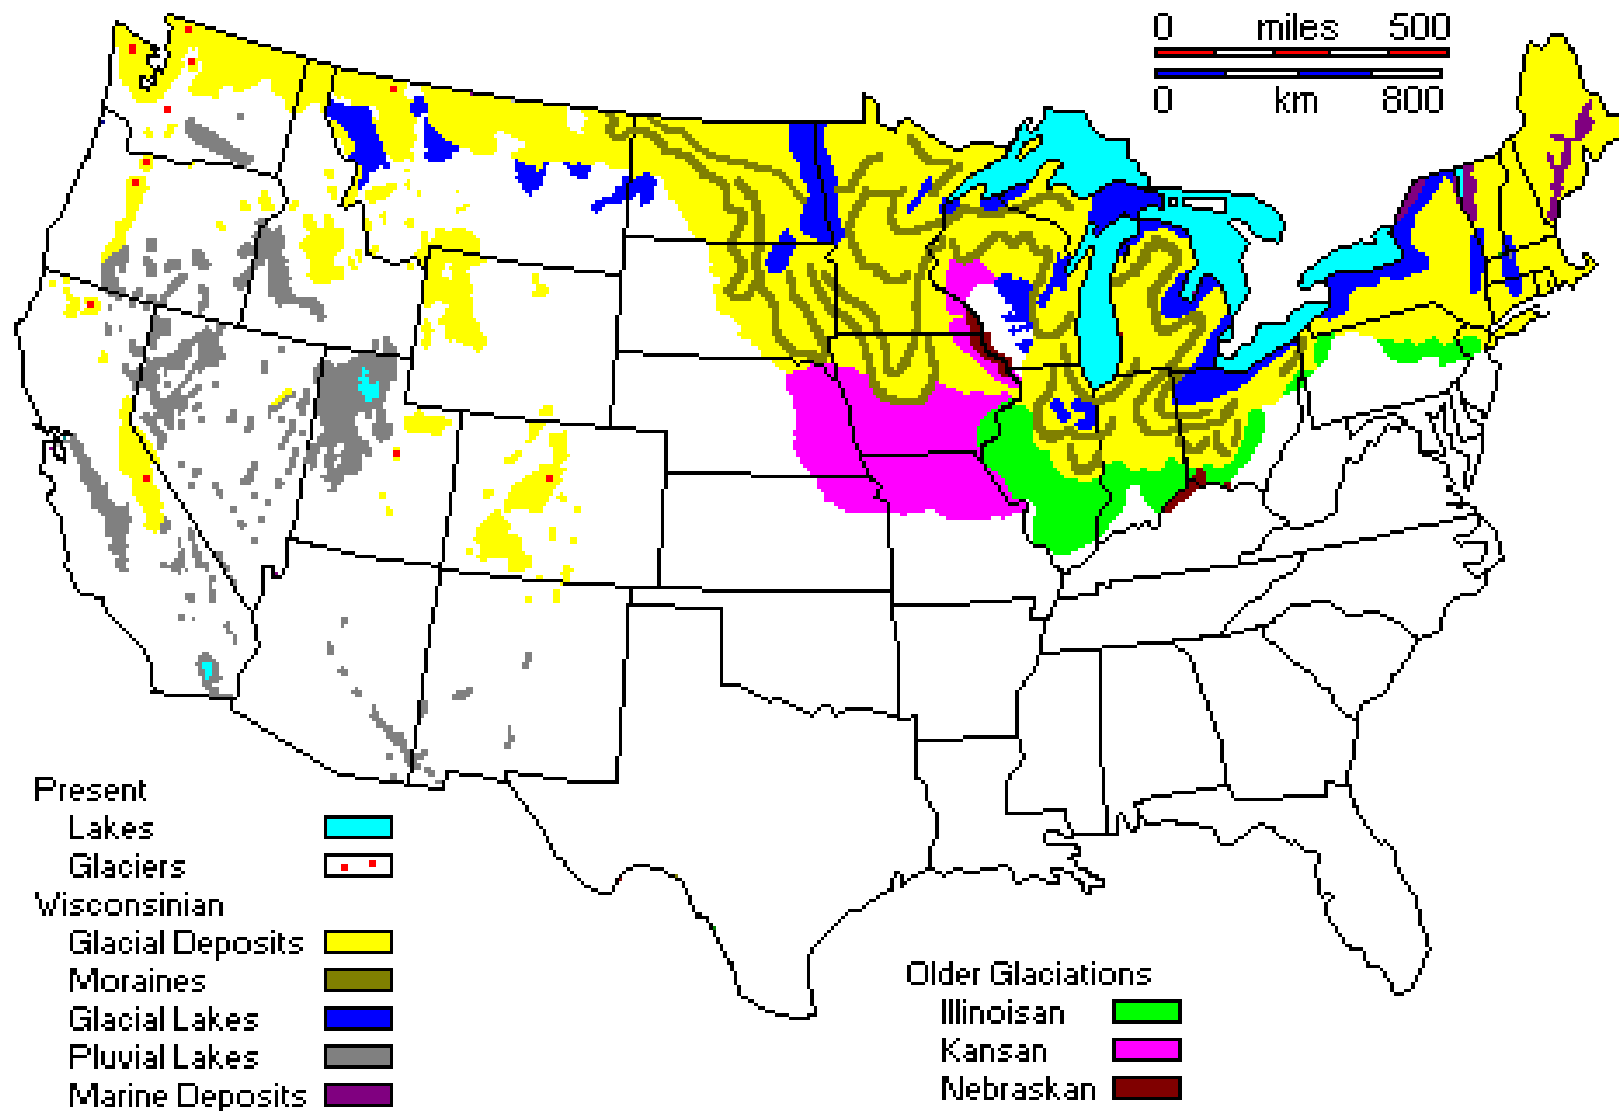 0 miles 500
0 km 800
Present
Lakes
Glaciers
Wisconsinian
Glacial Deposits
Moraines
Glacial Lakes
Pluvial Lakes
Marine Deposits
Older Glaciations
Illinoisan
Kansan
Nebraskan